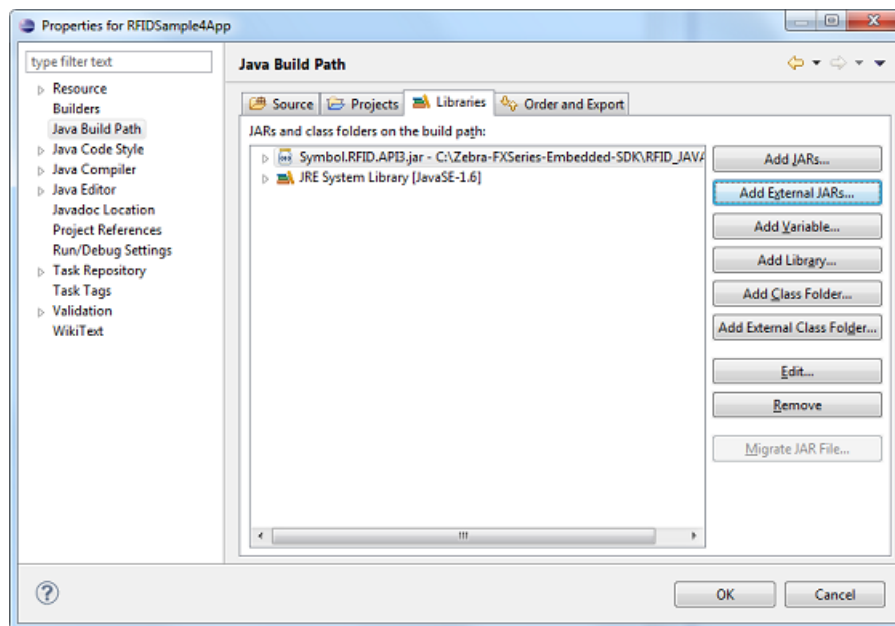 Properties for RFIDSample4App
type filter text
Resource
Builders
Java Build Path
Java Code Style
Java Compiler
Java Editor
Javadoc Location
Project References
Run/Debug Settings
Task Repository
Task Tags
Validation
WikiText
Java Build Path
Source
Projects
Libraries
Order and Export
JARs and class folders on the build path:
Symbol.RFID.API3.jar - C:\Zebra-FXSeries-Embedded-SDK\RFID_JAVA
JRE System Library [JavaSE-1.6]
Add JARs...
Add External JARs...
Add Variable...
Add Library...
Add Class Folder...
Add External Class Folder...
Edit...
Remove
Migrate JAR File...
?
OK
Cancel